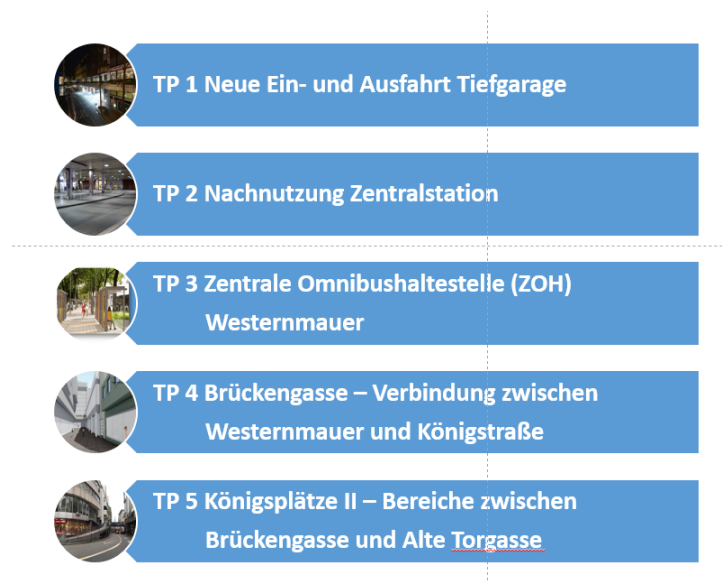 TP 1 Neue Ein- und Ausfahrt Tiefgarage
TP 2 Nachnutzung Zentralstation
TP 3 Zentrale Omnibushaltestelle (ZOH)
Westernmauer
TP 4 Brückengasse – Verbindung zwischen
Westernmauer und Königstraße
TP 5 Königsplätze II – Bereiche zwischen
Brückengasse und Alte Torgasse